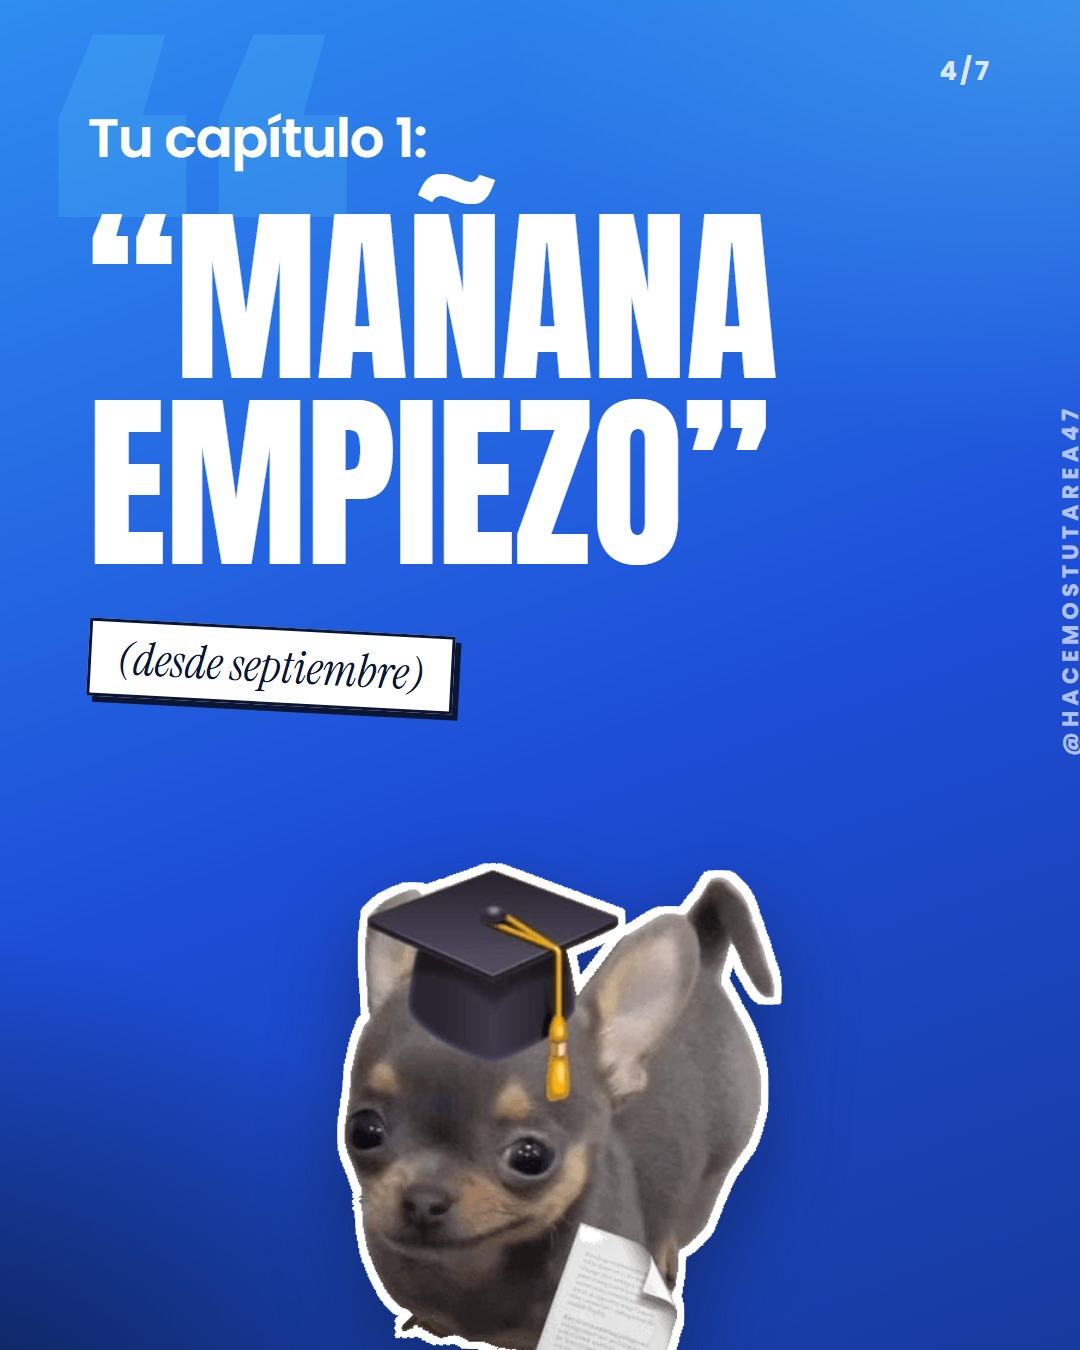 4/7
Tu capítulo 1:
“MAÑANA
EMPIEZO”
(desde septiembre)
@HACEMOSTUTAREA47